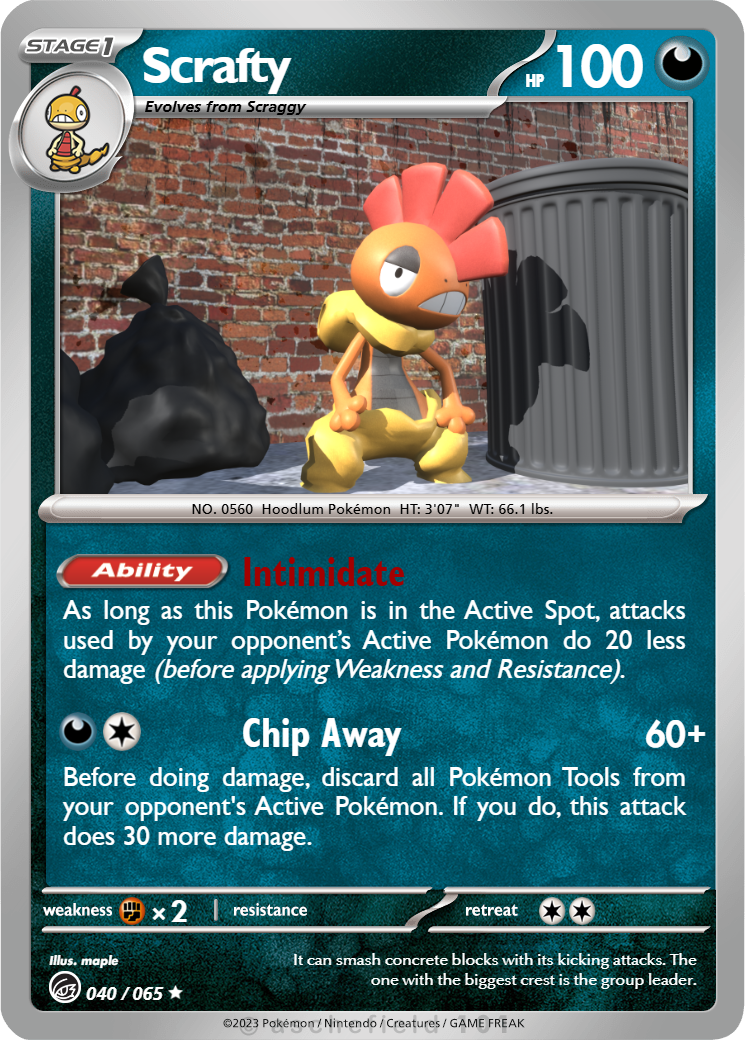 STAGE 1
Scrafty
HP 100
Evolves from Scraggy
NO. 0560 Hoodlum Pokémon HT: 3'07" WT: 66.1 lbs.
Ability Intimidate
As long as this Pokémon is in the Active Spot, attacks
used by your opponent’s Active Pokémon do 20 less
damage (before applying Weakness and Resistance).
Chip Away 60+
Before doing damage, discard all Pokémon Tools from
your opponent's Active Pokémon. If you do, this attack
does 30 more damage.
weakness × 2 | resistance retreat
Illus. maple
It can smash concrete blocks with its kicking attacks. The
one with the biggest crest is the group leader.
040 / 065 ★
©2023 Pokémon / Nintendo / Creatures / GAME FREAK